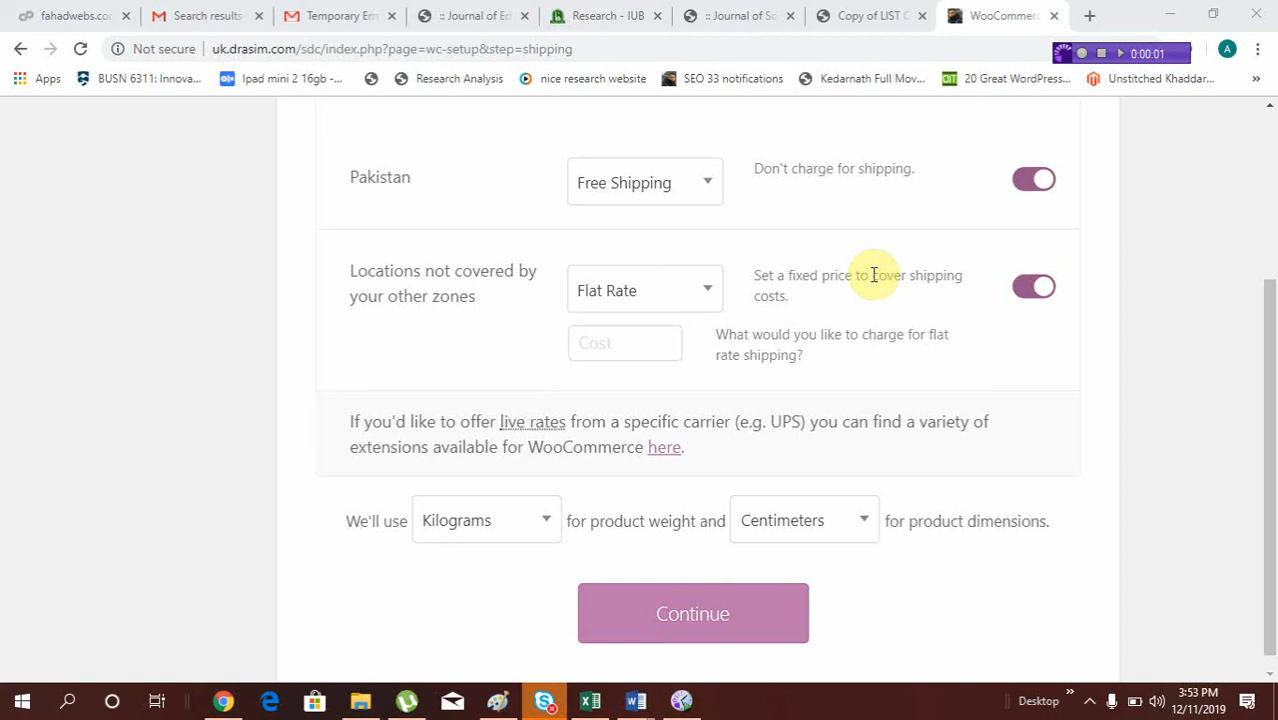 fahadwebs.co
Search results
Temporary Em
:: Journal of Ed
Research - IUB
:: Journal of So
Copy of LIST C
WooCommerc
Not secure
uk.drasim.com/sdc/index.php?page=wc-setup&step=shipping
0:00:01
A
Apps
BUSN 6311: Innova...
Ipad mini 2 16gb -...
Research Analysis
nice research website
SEO 33 notifications
Kedarnath Full Mov...
20 Great WordPress...
Unstitched Khaddar...
»
Pakistan
Free Shipping
Don't charge for shipping.
Locations not covered by
your other zones
Flat Rate
Set a fixed price to cover shipping
costs.
Cost
What would you like to charge for flat
rate shipping?
If you'd like to offer live rates from a specific carrier (e.g. UPS) you can find a variety of
extensions available for WooCommerce here.
We'll use Kilograms for product weight and Centimeters for product dimensions.
Continue
Desktop
»
3:53 PM
12/11/2019